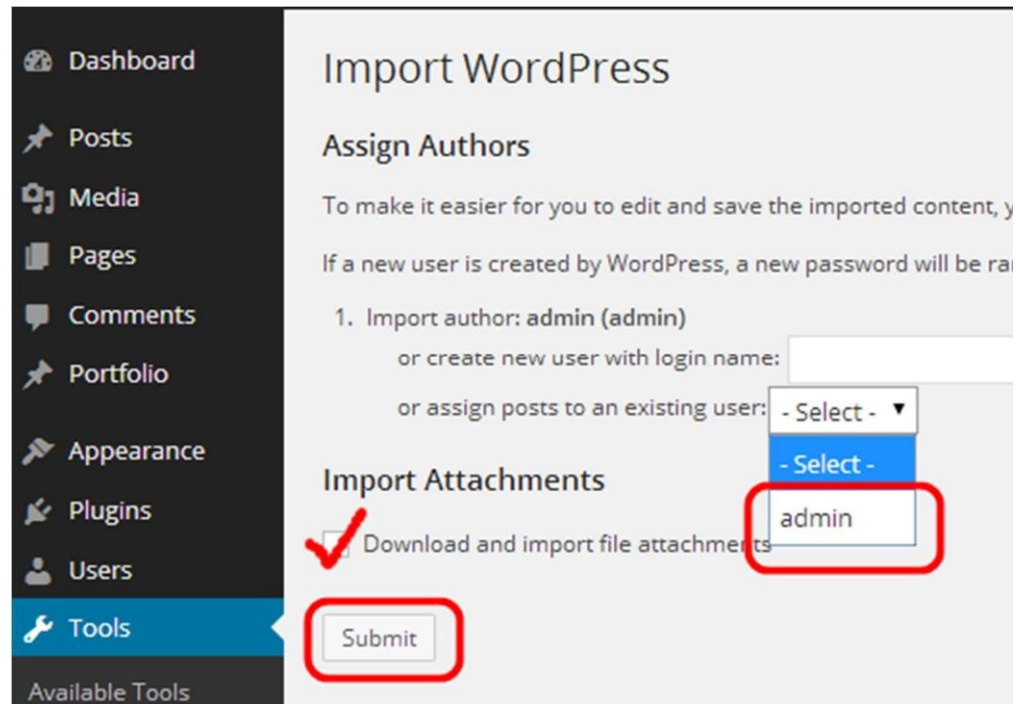 Dashboard
Posts
Media
Pages
Comments
Portfolio
Appearance
Plugins
Users
Tools
Available Tools
Import WordPress
Assign Authors
To make it easier for you to edit and save the imported content,
If a new user is created by WordPress, a new password will be
1. Import author: admin (admin)
or create new user with login name:
or assign posts to an existing user: - Select -
- Select -
admin
Import Attachments
Download and import file attachments
Submit